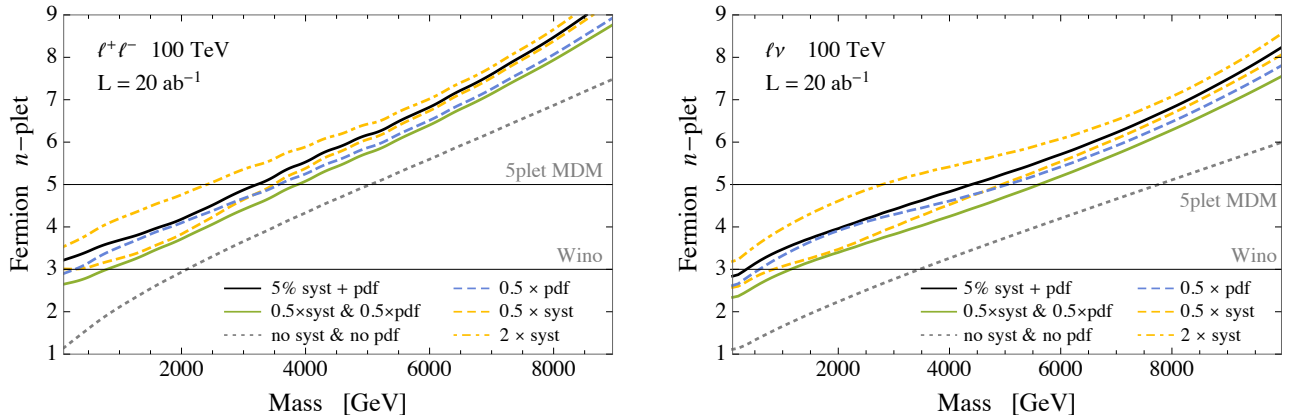 ℓ⁺ℓ⁻ 100 TeV
L = 20 ab⁻¹
5plet MDM
Wino
5% syst + pdf
0.5×syst & 0.5×pdf
no syst & no pdf
0.5 × pdf
0.5 × syst
2 × syst
Fermion n-plet
9
8
7
6
5
4
3
2
1
2000 4000 6000 8000
Mass [GeV]
ℓν 100 TeV
L = 20 ab⁻¹
5plet MDM
Wino
5% syst + pdf
0.5×syst & 0.5×pdf
no syst & no pdf
0.5 × pdf
0.5 × syst
2 × syst
Fermion n-plet
9
8
7
6
5
4
3
2
1
2000 4000 6000 8000
Mass [GeV]